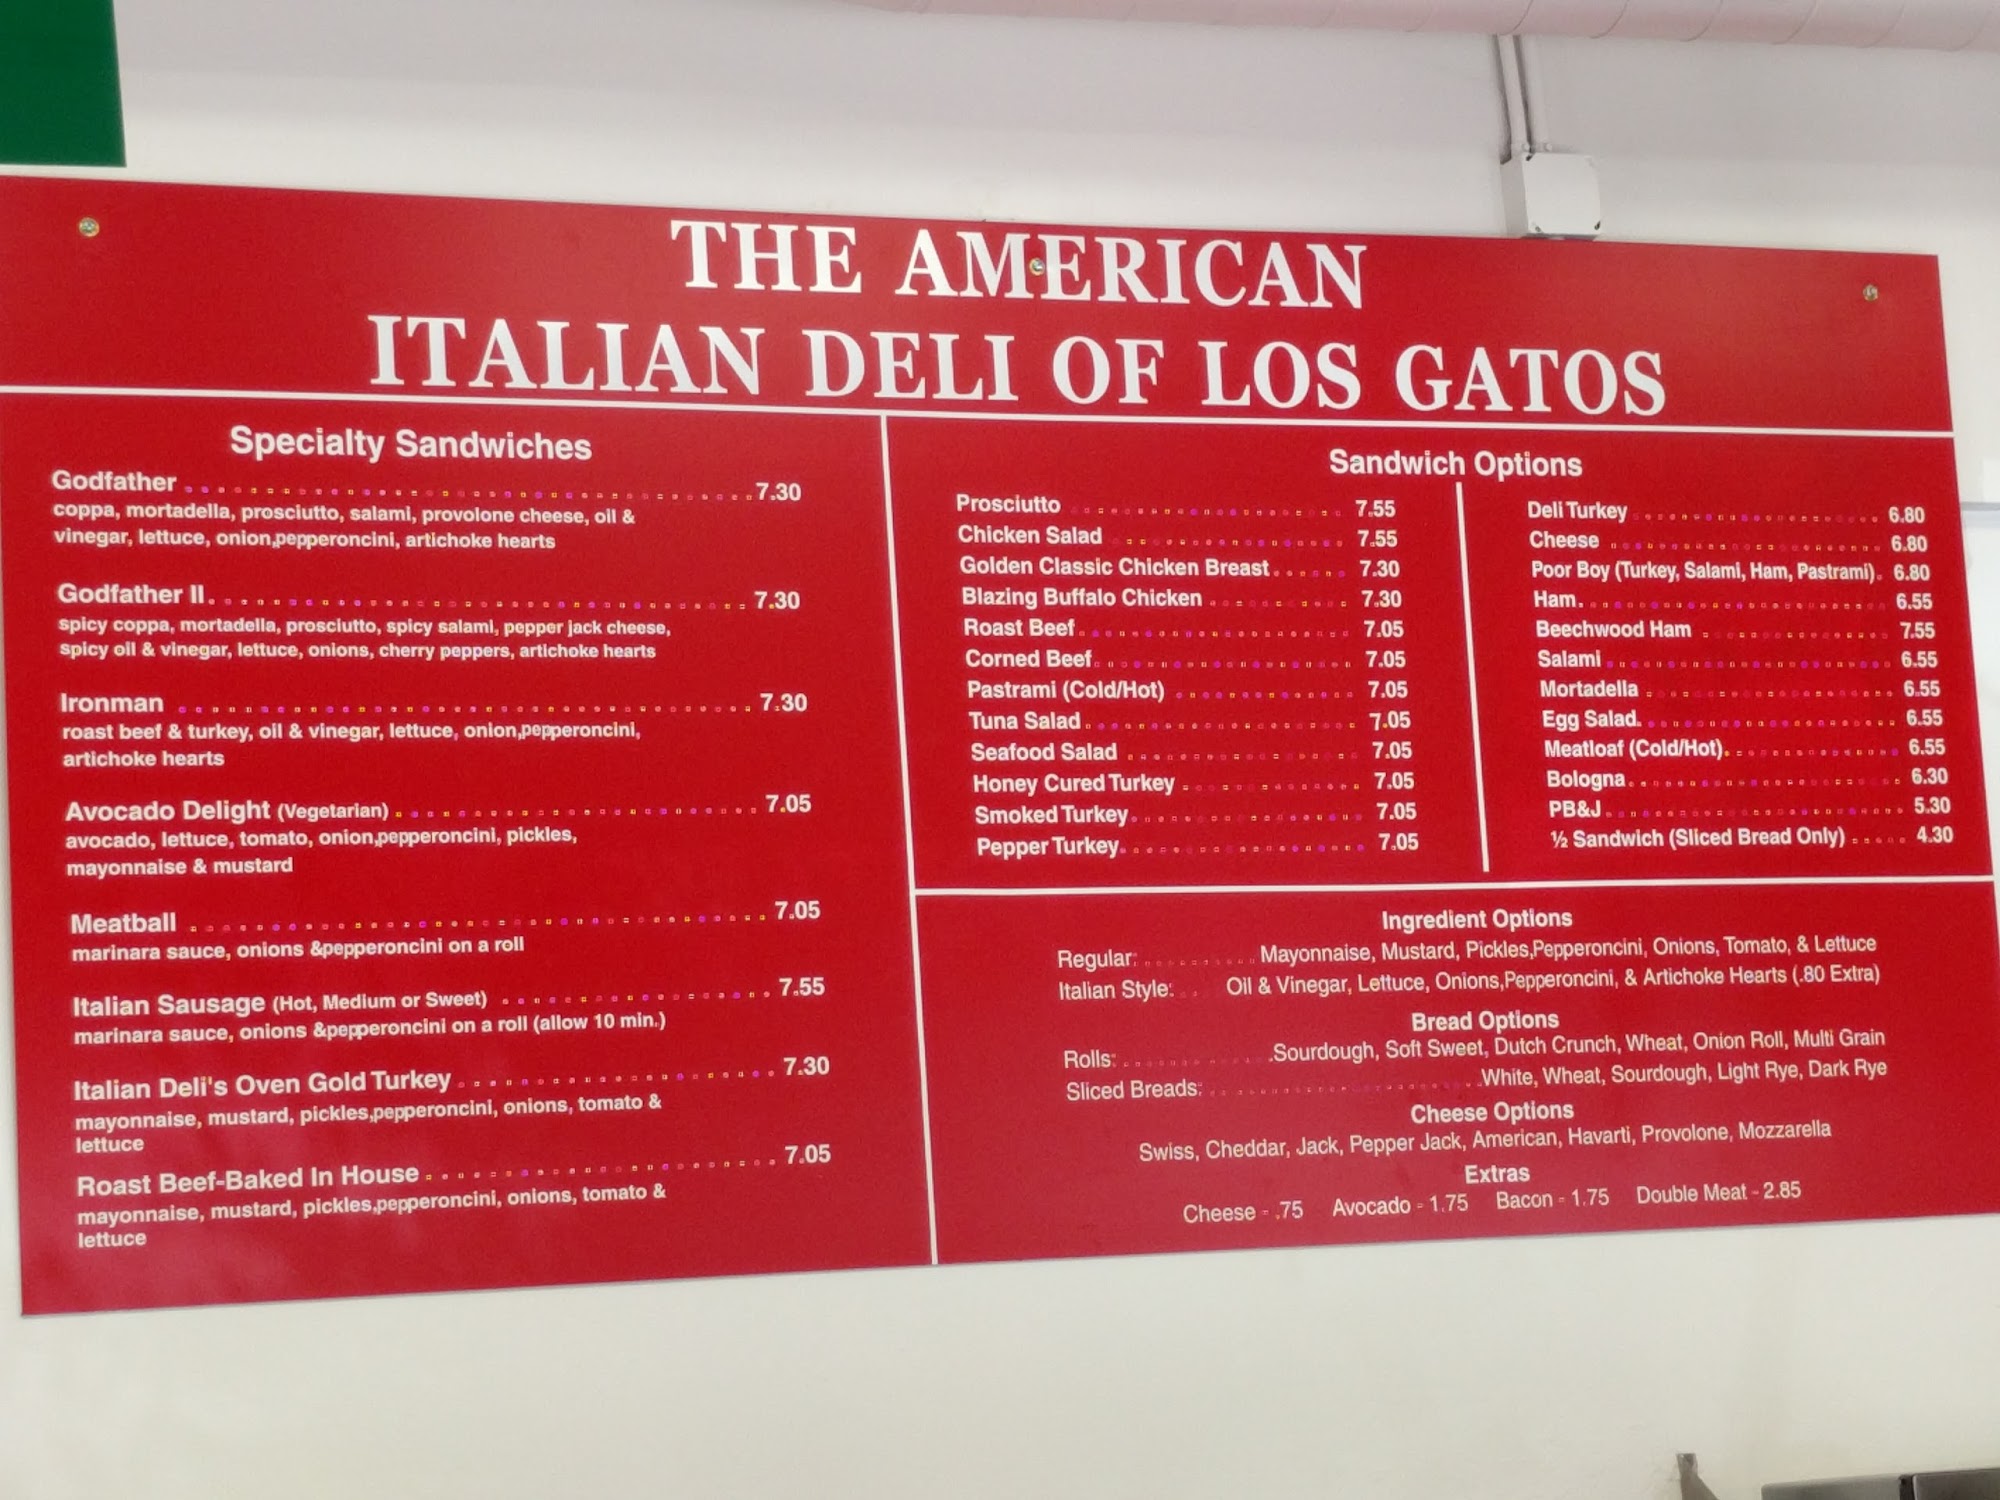 THE AMERICAN
ITALIAN DELI OF LOS GATOS
Specialty Sandwiches
Godfather 7.30
coppa, mortadella, prosciutto, salami, provolone cheese, oil &
vinegar, lettuce, onion,pepperoncini, artichoke hearts
Godfather II 7.30
spicy coppa, mortadella, prosciutto, spicy salami, pepper jack cheese,
spicy oil & vinegar, lettuce, onions, cherry peppers, artichoke hearts
Ironman 7.30
roast beef & turkey, oil & vinegar, lettuce, onion,pepperoncini,
artichoke hearts
Avocado Delight (Vegetarian) 7.05
avocado, lettuce, tomato, onion,pepperoncini, pickles,
mayonnaise & mustard
Meatball 7.05
marinara sauce, onions &pepperoncini on a roll
Italian Sausage (Hot, Medium or Sweet) 7.55
marinara sauce, onions &pepperoncini on a roll (allow 10 min.)
Italian Deli's Oven Gold Turkey 7.30
mayonnaise, mustard, pickles,pepperoncini, onions, tomato &
lettuce
Roast Beef-Baked In House 7.05
mayonnaise, mustard, pickles,pepperoncini, onions, tomato &
lettuce
Sandwich Options
Prosciutto 7.55
Chicken Salad 7.55
Golden Classic Chicken Breast 7.30
Blazing Buffalo Chicken 7.30
Roast Beef 7.05
Corned Beef 7.05
Pastrami (Cold/Hot) 7.05
Tuna Salad 7.05
Seafood Salad 7.05
Honey Cured Turkey 7.05
Smoked Turkey 7.05
Pepper Turkey 7.05
Deli Turkey 6.80
Cheese 6.80
Poor Boy (Turkey, Salami, Ham, Pastrami) 6.80
Ham 6.55
Beechwood Ham 7.55
Salami 6.55
Mortadella 6.55
Egg Salad 6.55
Meatloaf (Cold/Hot) 6.55
Bologna 6.30
PB&J 5.30
½ Sandwich (Sliced Bread Only) 4.30
Ingredient Options
Regular: Mayonnaise, Mustard, Pickles,Pepperoncini, Onions, Tomato, & Lettuce
Italian Style: Oil & Vinegar, Lettuce, Onions,Pepperoncini, & Artichoke Hearts (.80 Extra)
Bread Options
Rolls: Sourdough, Soft Sweet, Dutch Crunch, Wheat, Onion Roll, Multi Grain
Sliced Breads: White, Wheat, Sourdough, Light Rye, Dark Rye
Cheese Options
Swiss, Cheddar, Jack, Pepper Jack, American, Havarti, Provolone, Mozzarella
Extras
Cheese - .75 Avocado - 1.75 Bacon - 1.75 Double Meat - 2.85